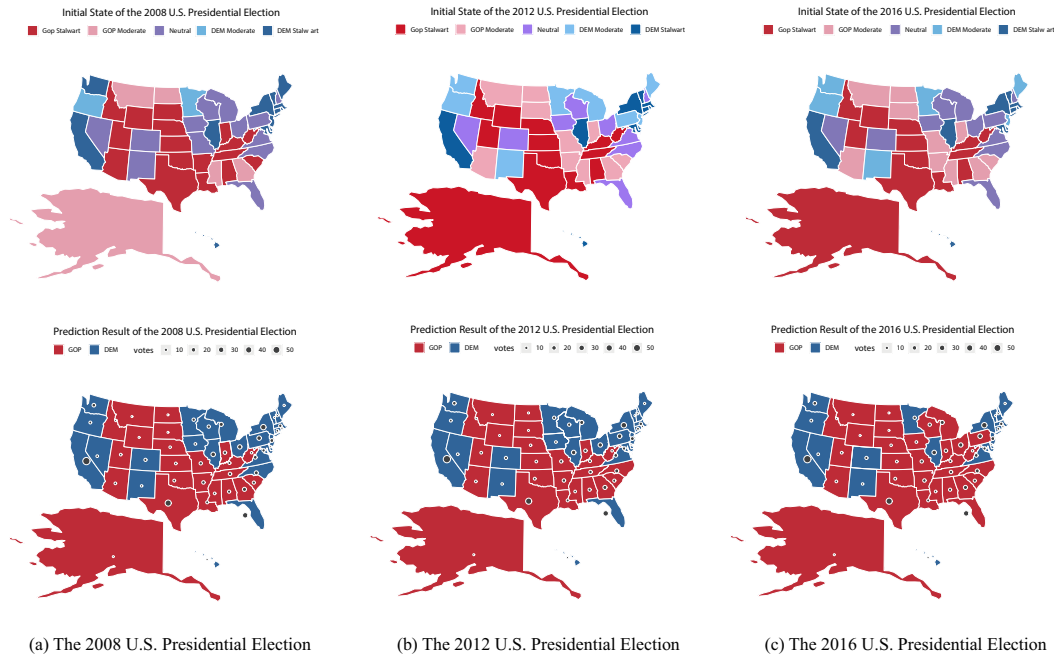 Initial State of the 2008 U.S. Presidential Election
Gop Stalwart GOP Moderate Neutral DEM Moderate DEM Stalw art
Initial State of the 2012 U.S. Presidential Election
Gop Stalwart GOP Moderate Neutral DEM Moderate DEM Stalwart
Initial State of the 2016 U.S. Presidential Election
Gop Stalwart GOP Moderate Neutral DEM Moderate DEM Stalw art
Prediction Result of the 2008 U.S. Presidential Election
GOP DEM votes 10 20 30 40 50
Prediction Result of the 2012 U.S. Presidential Election
GOP DEM votes 10 20 30 40 50
Prediction Result of the 2016 U.S. Presidential Election
GOP DEM votes 10 20 30 40 50
(a) The 2008 U.S. Presidential Election
(b) The 2012 U.S. Presidential Election
(c) The 2016 U.S. Presidential Election